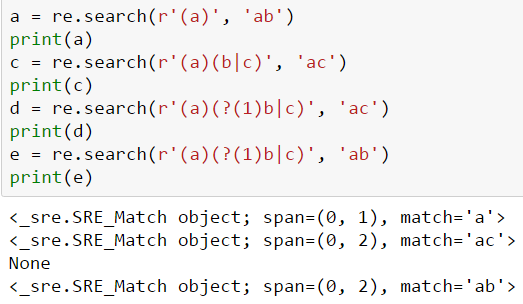 a = re.search(r'(a)', 'ab')
print(a)
c = re.search(r'(a)(b|c)', 'ac')
print(c)
d = re.search(r'(a)(?(1)b|c)', 'ac')
print(d)
e = re.search(r'(a)(?(1)b|c)', 'ab')
print(e)
<_sre.SRE_Match object; span=(0, 1), match='a'>
<_sre.SRE_Match object; span=(0, 2), match='ac'>
None
<_sre.SRE_Match object; span=(0, 2), match='ab'>